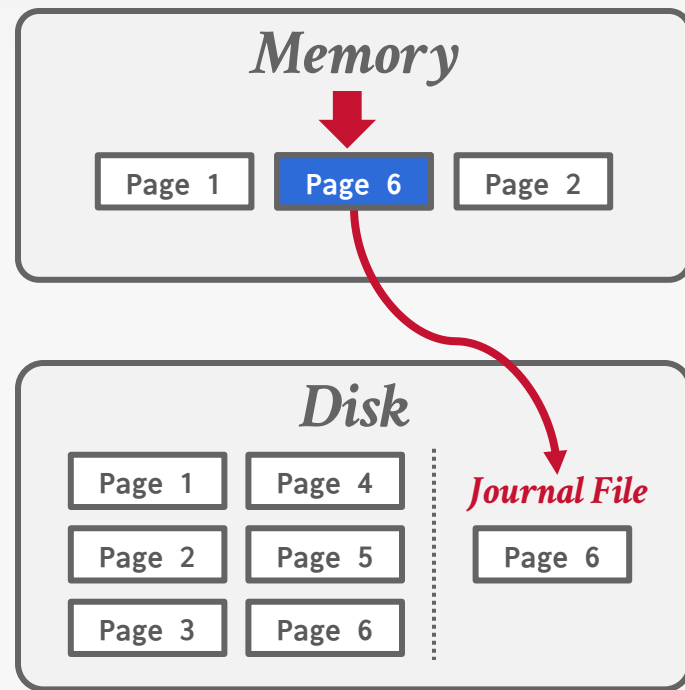 Memory
Page 1 Page 6 Page 2
Disk
Page 1 Page 4
Journal File
Page 2 Page 5 Page 6
Page 3 Page 6